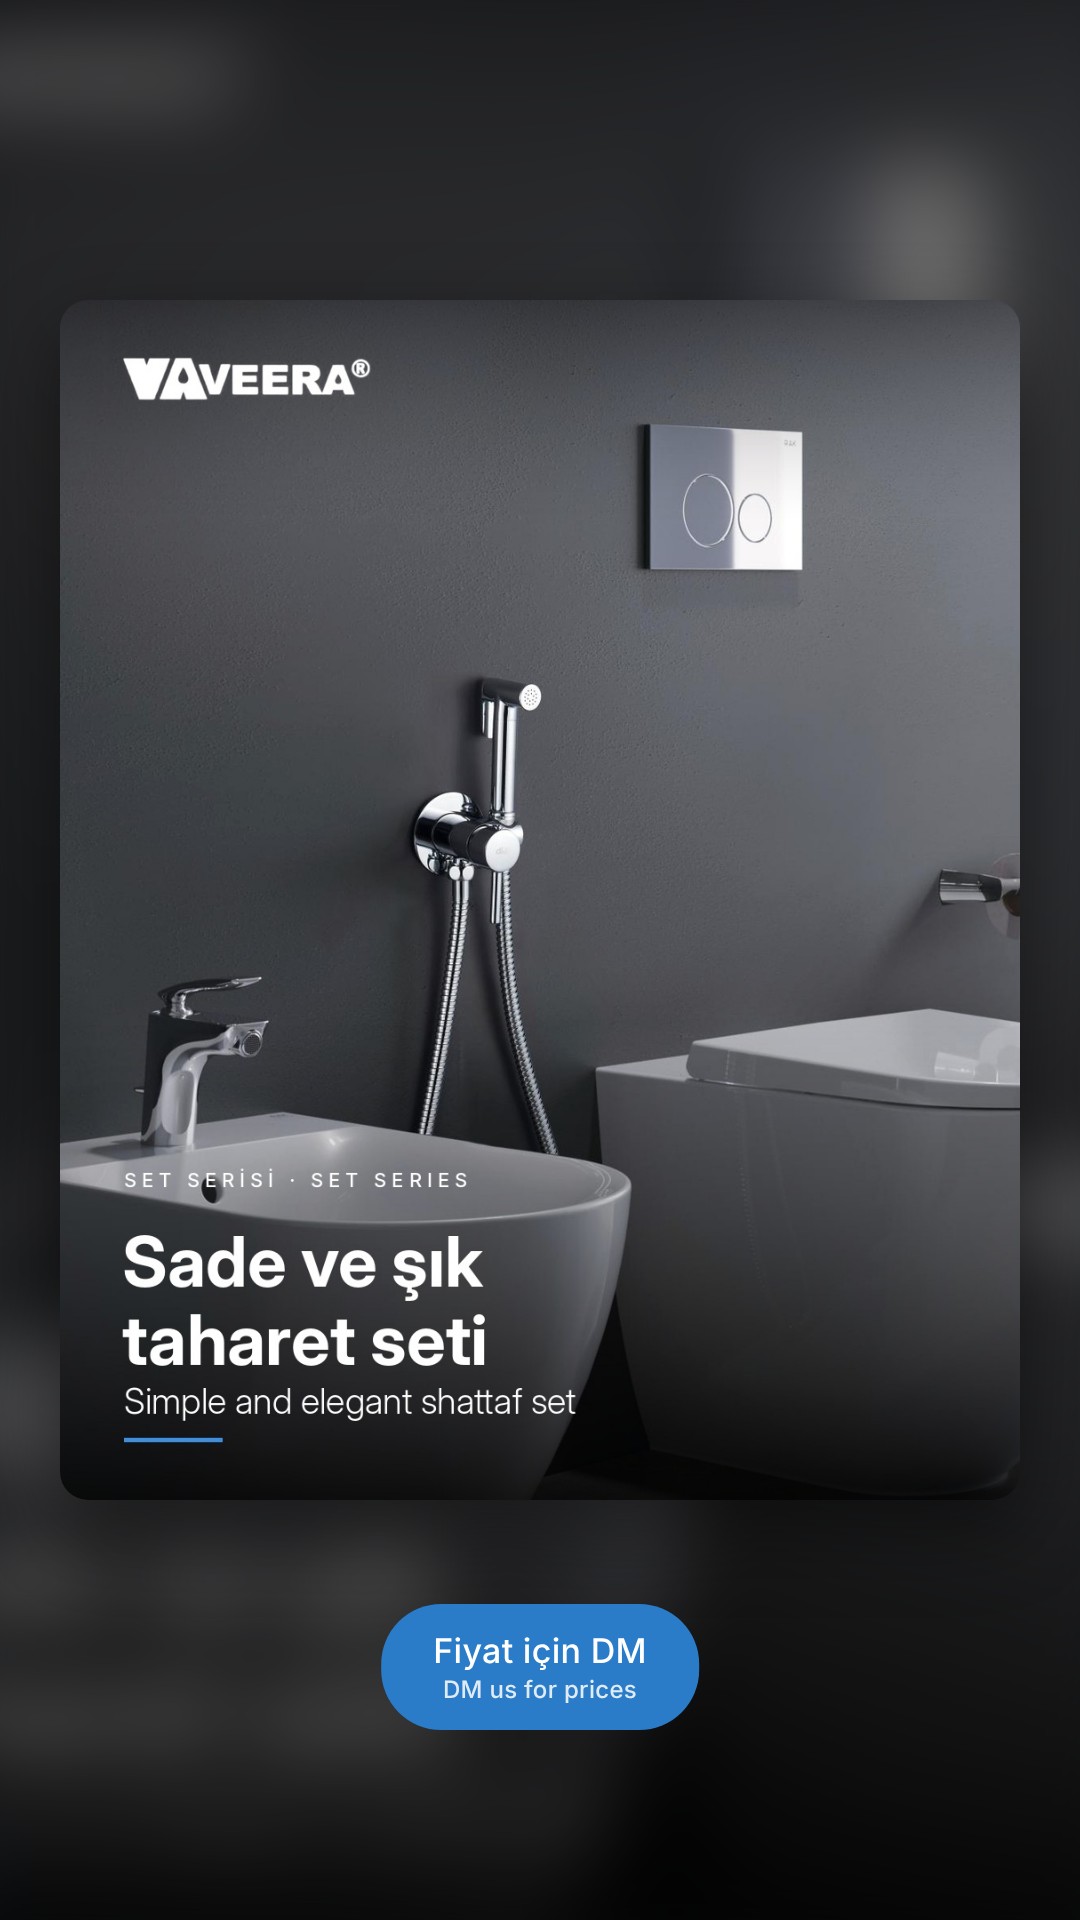 VAVEERA®
SET SERİSİ · SET SERIES
Sade ve şık
taharet seti
Simple and elegant shattaf set
Fiyat için DM
DM us for prices